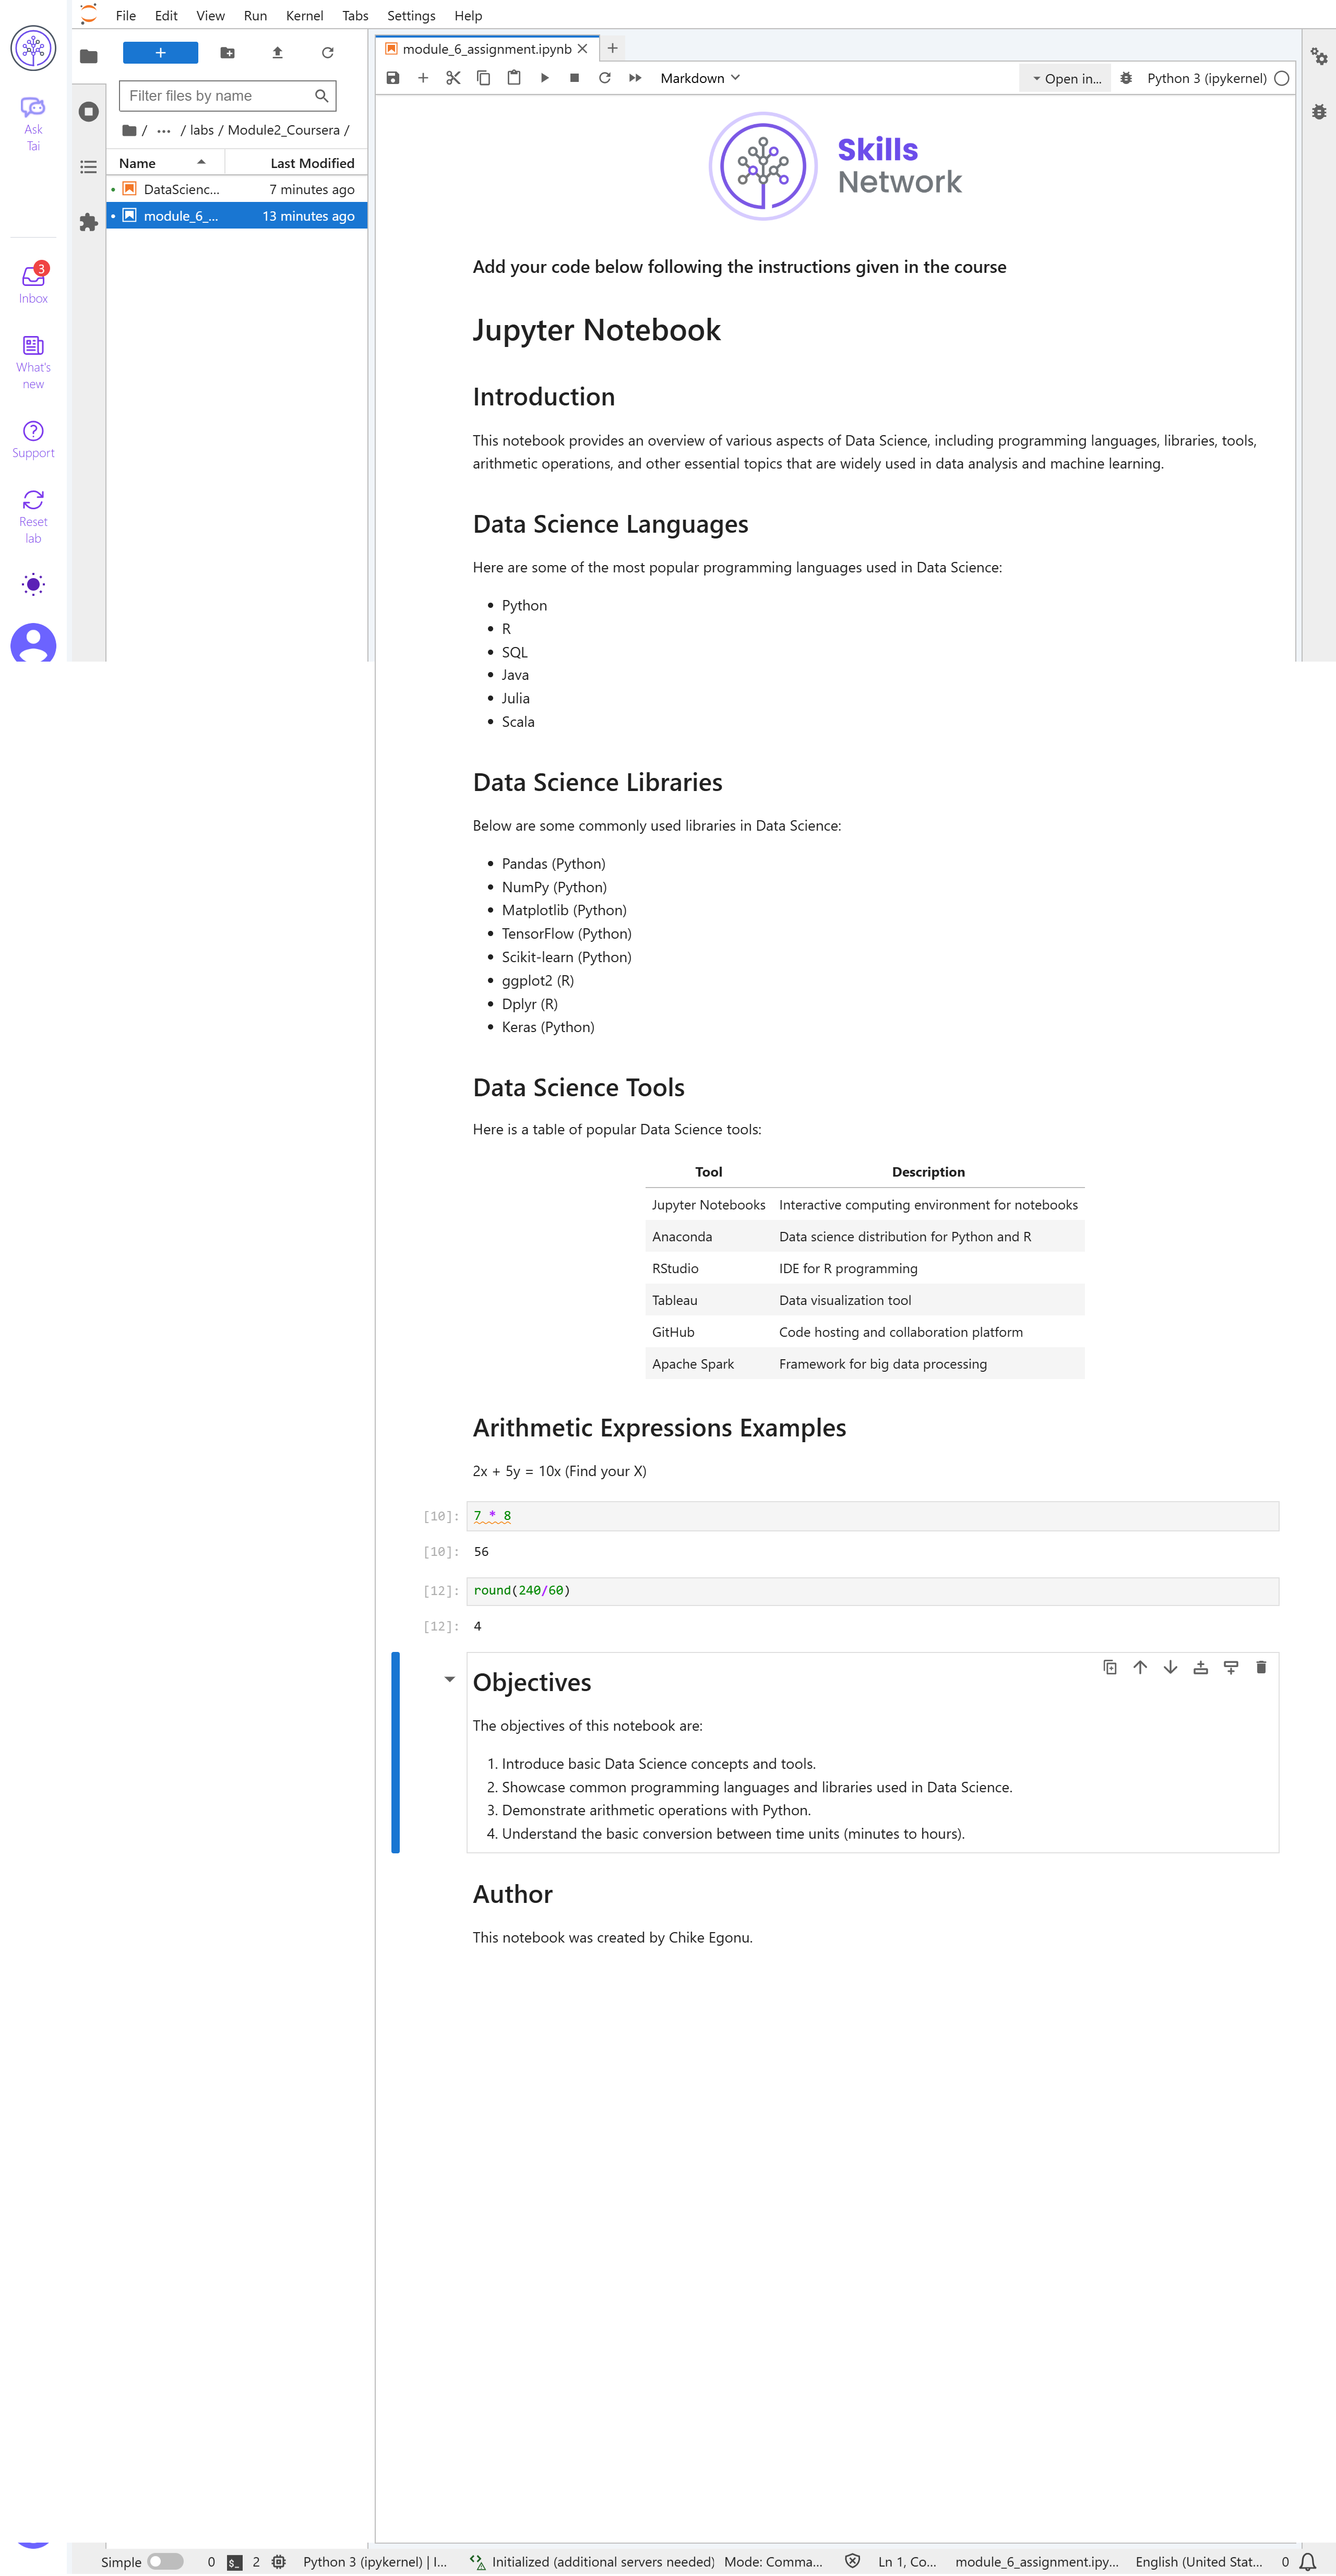 File Edit View Run Kernel Tabs Settings Help
Ask
Tai
3
Inbox
What's
new
Support
Reset
lab
Filter files by name
/ ... / labs / Module2_Coursera /
Name Last Modified
DataScienc... 7 minutes ago
module_6_... 13 minutes ago
module_6_assignment.ipynb
Markdown
Open in...
Python 3 (ipykernel)
Skills
Network
Add your code below following the instructions given in the course
Jupyter Notebook
Introduction
This notebook provides an overview of various aspects of Data Science, including programming languages, libraries, tools,
arithmetic operations, and other essential topics that are widely used in data analysis and machine learning.
Data Science Languages
Here are some of the most popular programming languages used in Data Science:
• Python
• R
• SQL
• Java
• Julia
• Scala
Data Science Libraries
Below are some commonly used libraries in Data Science:
• Pandas (Python)
• NumPy (Python)
• Matplotlib (Python)
• TensorFlow (Python)
• Scikit-learn (Python)
• ggplot2 (R)
• Dplyr (R)
• Keras (Python)
Data Science Tools
Here is a table of popular Data Science tools:
Tool Description
Jupyter Notebooks Interactive computing environment for notebooks
Anaconda Data science distribution for Python and R
RStudio IDE for R programming
Tableau Data visualization tool
GitHub Code hosting and collaboration platform
Apache Spark Framework for big data processing
Arithmetic Expressions Examples
2x + 5y = 10x (Find your X)
[10]: 7 * 8
[10]: 56
[12]: round(240/60)
[12]: 4
Objectives
The objectives of this notebook are:
1. Introduce basic Data Science concepts and tools.
2. Showcase common programming languages and libraries used in Data Science.
3. Demonstrate arithmetic operations with Python.
4. Understand the basic conversion between time units (minutes to hours).
Author
This notebook was created by Chike Egonu.
Simple 0 $_ 2 Python 3 (ipykernel) | I... Initialized (additional servers needed) Mode: Comma... Ln 1, Co... module_6_assignment.ipy... English (United Stat... 0